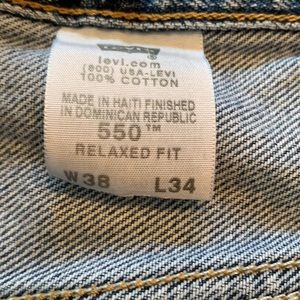 LEVI'S
levi.com
(800) USA-LEVI
100% COTTON
MADE IN HAITI FINISHED
IN DOMINICAN REPUBLIC
550™
RELAXED FIT
W38 L34